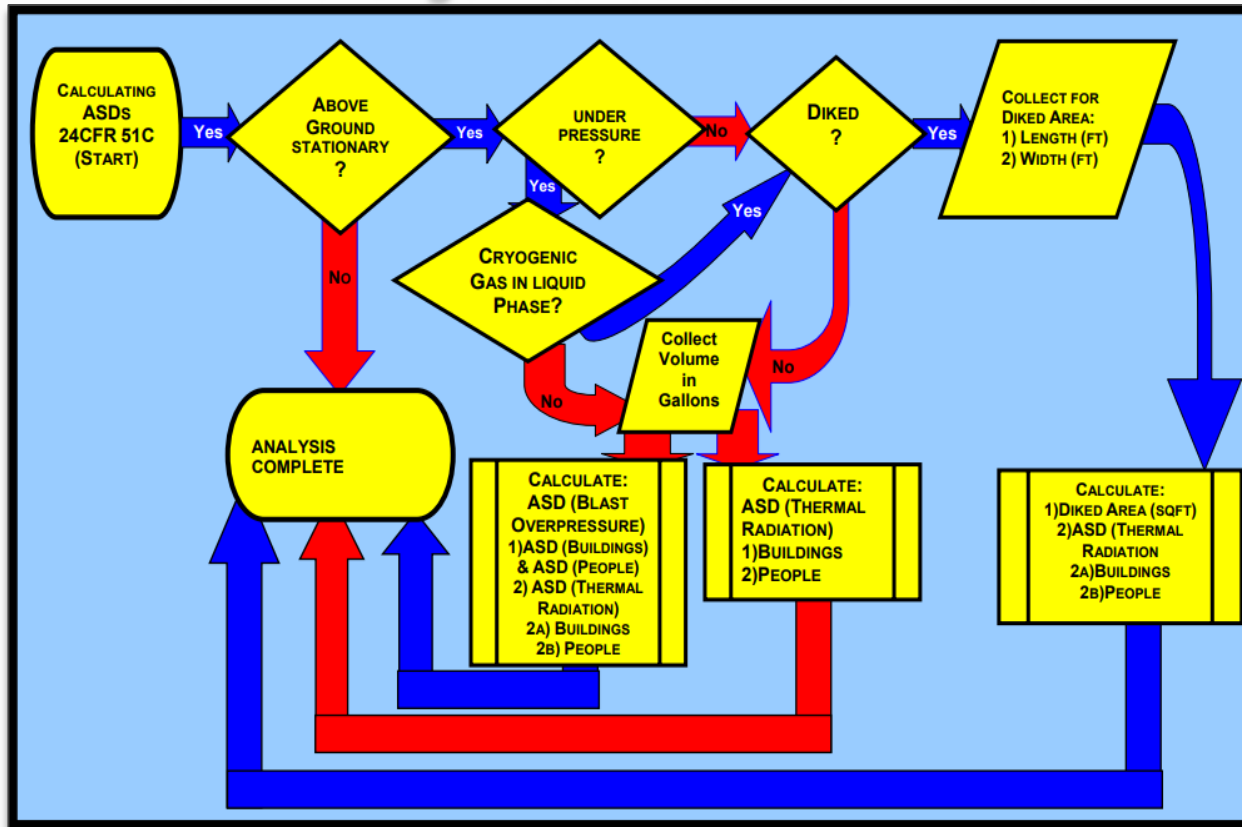 CALCULATING
ASDS
24CFR 51C
(START)
Yes
ABOVE
GROUND
STATIONARY
?
Yes
UNDER
PRESSURE
?
No
DIKED
?
Yes
COLLECT FOR
DIKED AREA:
1) LENGTH (FT)
2) WIDTH (FT)
Yes
Yes
No
CRYOGENIC
GAS IN LIQUID
PHASE?
No
Collect
Volume
in
Gallons
No
ANALYSIS
COMPLETE
CALCULATE:
ASD (BLAST
OVERPRESSURE)
1)ASD (BUILDINGS)
& ASD (PEOPLE)
2) ASD (THERMAL
RADIATION)
2A) BUILDINGS
2B) PEOPLE
CALCULATE:
ASD (THERMAL
RADIATION)
1)BUILDINGS
2)PEOPLE
CALCULATE:
1)DIKED AREA (SQFT)
2)ASD (THERMAL
RADIATION
2A)BUILDINGS
2B)PEOPLE